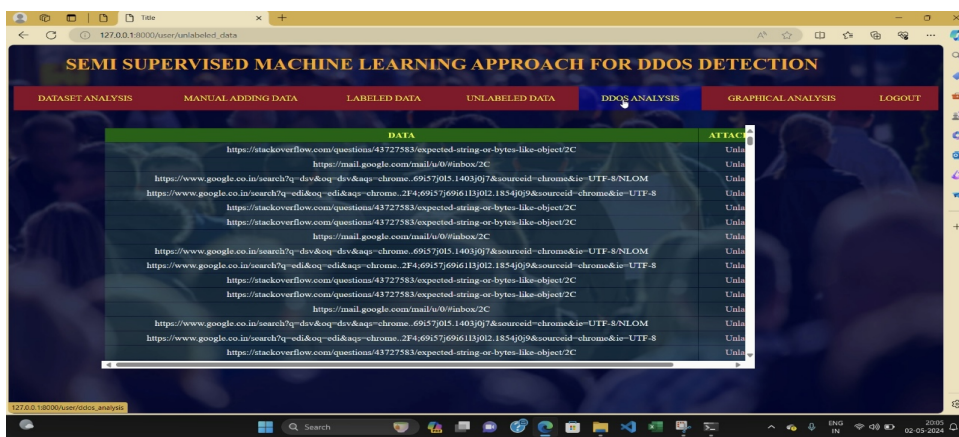 Title
127.0.0.1:8000/user/unlabeled_data
SEMI SUPERVISED MACHINE LEARNING APPROACH FOR DDOS DETECTION
DATASET ANALYSIS MANUAL ADDING DATA LABELED DATA UNLABELED DATA DDOS ANALYSIS GRAPHICAL ANALYSIS LOGOUT
DATA ATTACK
https://stackoverflow.com/questions/43727583/expected-string-or-bytes-like-object/2C Unla
https://mail.google.com/mail/u/0/#inbox/2C Unla
https://www.google.co.in/search?q=dsv&oq=dsv&aqs=chrome..69i57j0l5.1403j0j7&sourceid=chrome&ie=UTF-8/NLOM Unla
https://www.google.co.in/search?q=edi&oq=edi&aqs=chrome..2F4;69i57j69i61l3j0l2.1854j0j9&sourceid=chrome&ie=UTF-8 Unla
https://stackoverflow.com/questions/43727583/expected-string-or-bytes-like-object/2C Unla
https://stackoverflow.com/questions/43727583/expected-string-or-bytes-like-object/2C Unla
https://mail.google.com/mail/u/0/#inbox/2C Unla
https://www.google.co.in/search?q=dsv&oq=dsv&aqs=chrome..69i57j0l5.1403j0j7&sourceid=chrome&ie=UTF-8/NLOM Unla
https://www.google.co.in/search?q=edi&oq=edi&aqs=chrome..2F4;69i57j69i61l3j0l2.1854j0j9&sourceid=chrome&ie=UTF-8 Unla
https://stackoverflow.com/questions/43727583/expected-string-or-bytes-like-object/2C Unla
https://stackoverflow.com/questions/43727583/expected-string-or-bytes-like-object/2C Unla
https://mail.google.com/mail/u/0/#inbox/2C Unla
https://www.google.co.in/search?q=dsv&oq=dsv&aqs=chrome..69i57j0l5.1403j0j7&sourceid=chrome&ie=UTF-8/NLOM Unla
https://www.google.co.in/search?q=edi&oq=edi&aqs=chrome..2F4;69i57j69i61l3j0l2.1854j0j9&sourceid=chrome&ie=UTF-8 Unla
https://stackoverflow.com/questions/43727583/expected-string-or-bytes-like-object/2C Unla
127.0.0.1:8000/user/ddos_analysis
Search
ENG 20:05
IN 02-05-2024